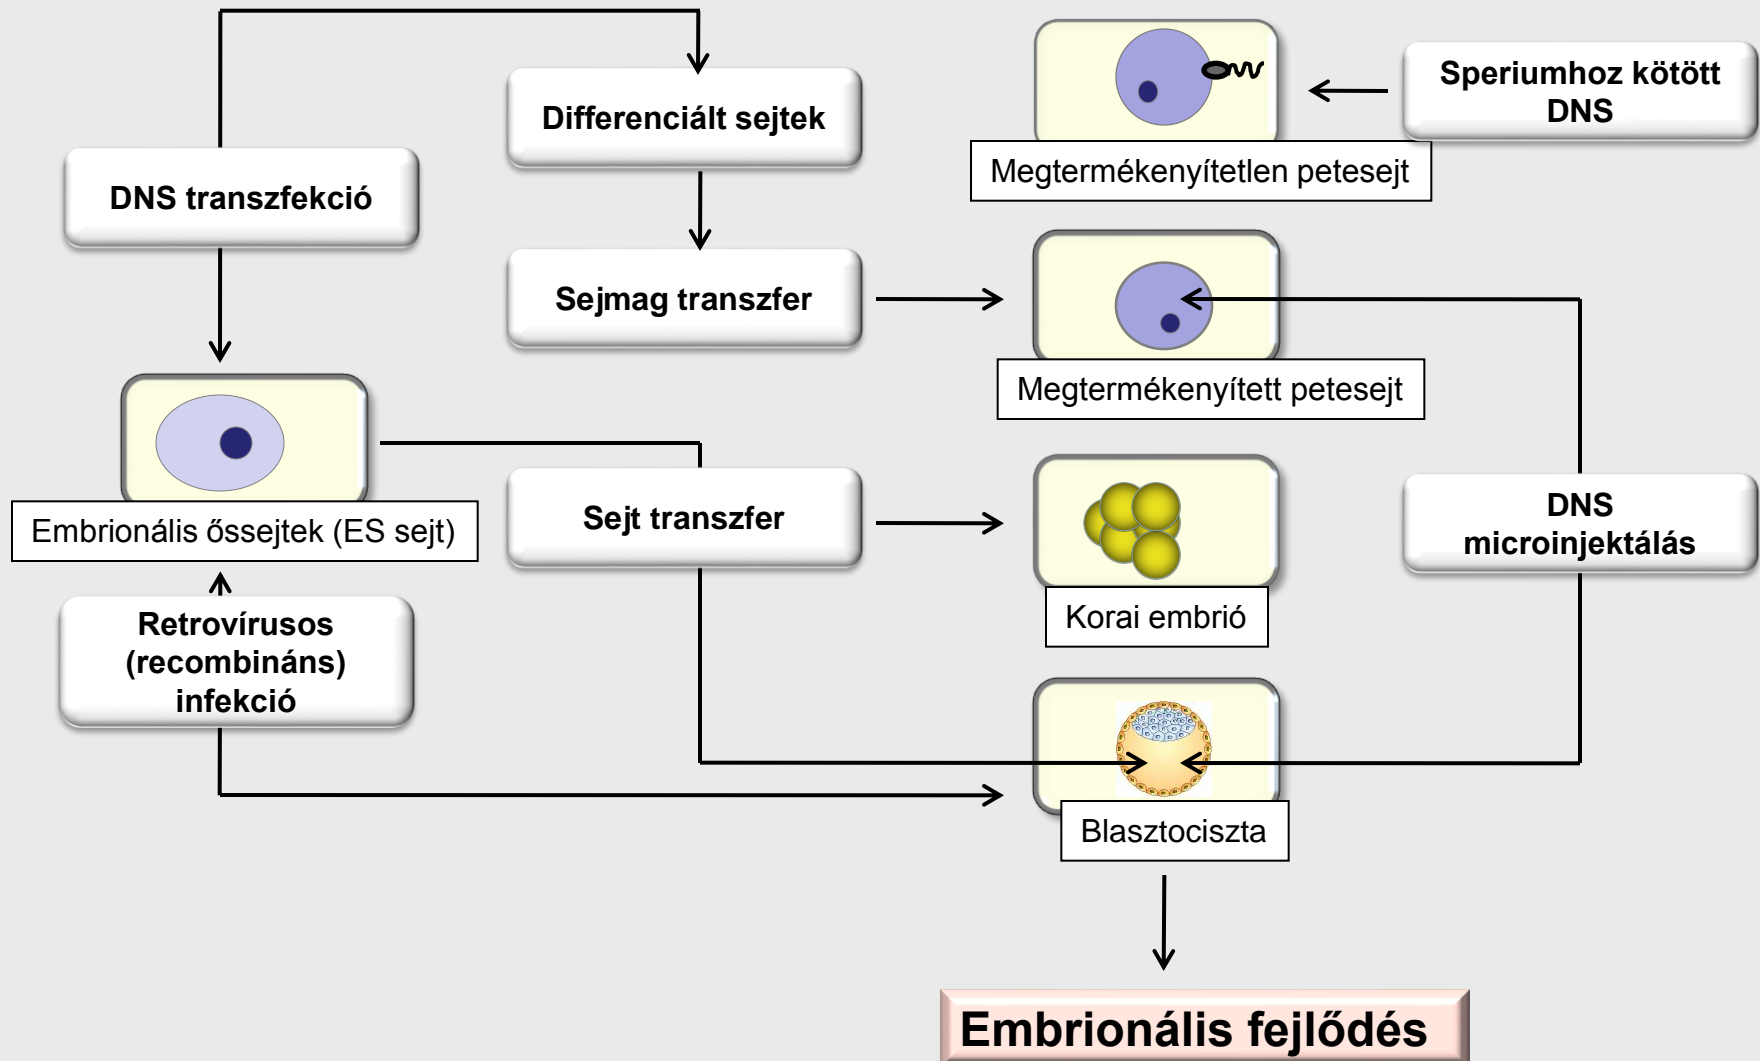 Speriumhoz kötött
DNS
Differenciált sejtek
Megtermékenyítetlen petesejt
DNS transzfekció
Sejmag transzfer
Megtermékenyített petesejt
Embrionális őssejtek (ES sejt)
Sejt transzfer
DNS
microinjektálás
Korai embrió
Retrovírusos
(recombináns)
infekció
Blasztociszta
Embrionális fejlődés